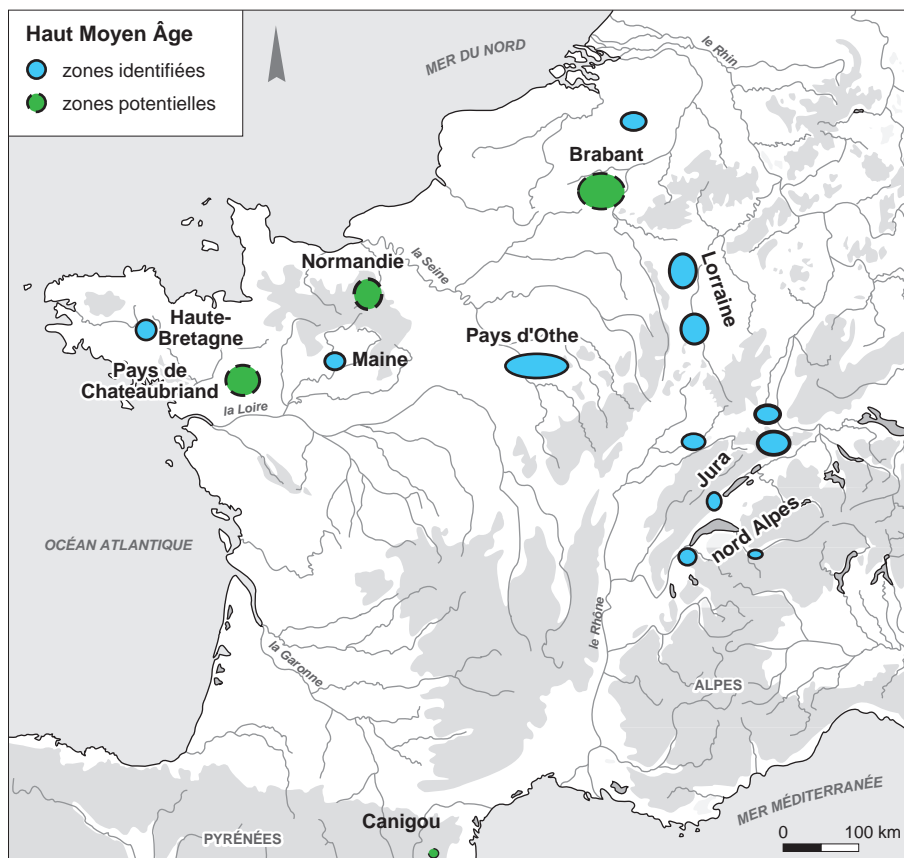 Haut Moyen Âge
zones identifiées
zones potentielles
MER DU NORD
le Rhin
Brabant
Normandie
la Seine
Lorraine
Haute-
Bretagne
Maine
Pays d'Othe
Pays de
Chateaubriand
la Loire
Jura
nord Alpes
OCÉAN ATLANTIQUE
le Rhône
la Garonne
ALPES
MER MÉDITERRANÉE
Canigou
PYRÉNÉES
0 100 km